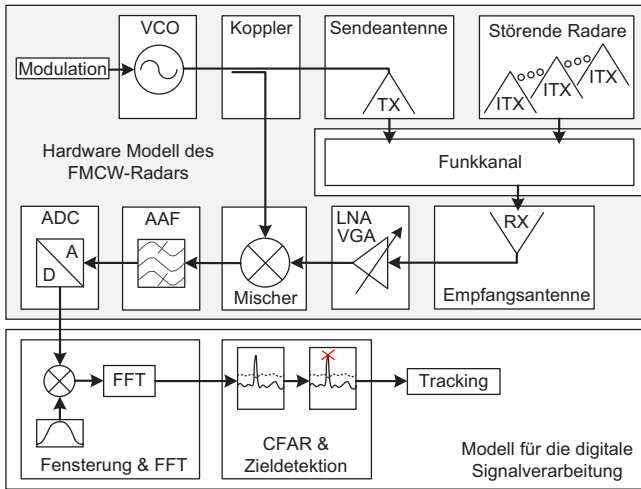 VCO
Koppler
Sendeantenne
Störende Radare
Modulation
TX
ITX
ITX
ITX
Hardware Modell des
FMCW-Radars
Funkkanal
ADC
AAF
LNA
VGA
RX
A
D
Mischer
Empfangsantenne
FFT
Tracking
Fensterung & FFT
CFAR &
Zieldetektion
Modell für die digitale
Signalverarbeitung